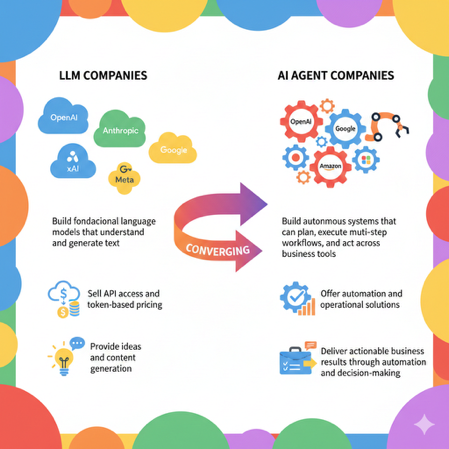 LLM COMPANIES
OpenAI
Anthropic
Google
xAI
G
Meta
Build fondacional language
models that understand
and generate text
Sell API access and
token-based pricing
Provide ideas
and content
generation
CONVERGING
AI AGENT COMPANIES
OpenAi
Google
Amazon
Build autonmous systems that
can plan, execute muti-step
workflows, and act across
business tools
Offer automation and
operational solutions
Deliver actionable business
results through automation
and decision-making